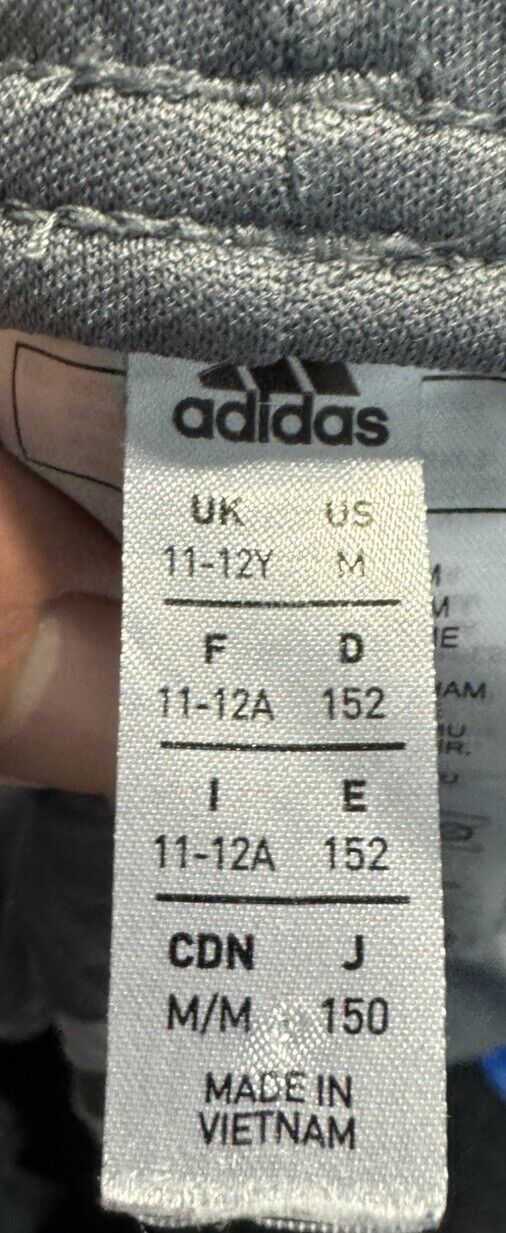 adidas
UK US
11-12Y M
F D
11-12A 152
I E
11-12A 152
CDN J
M/M 150
MADE IN
VIETNAM